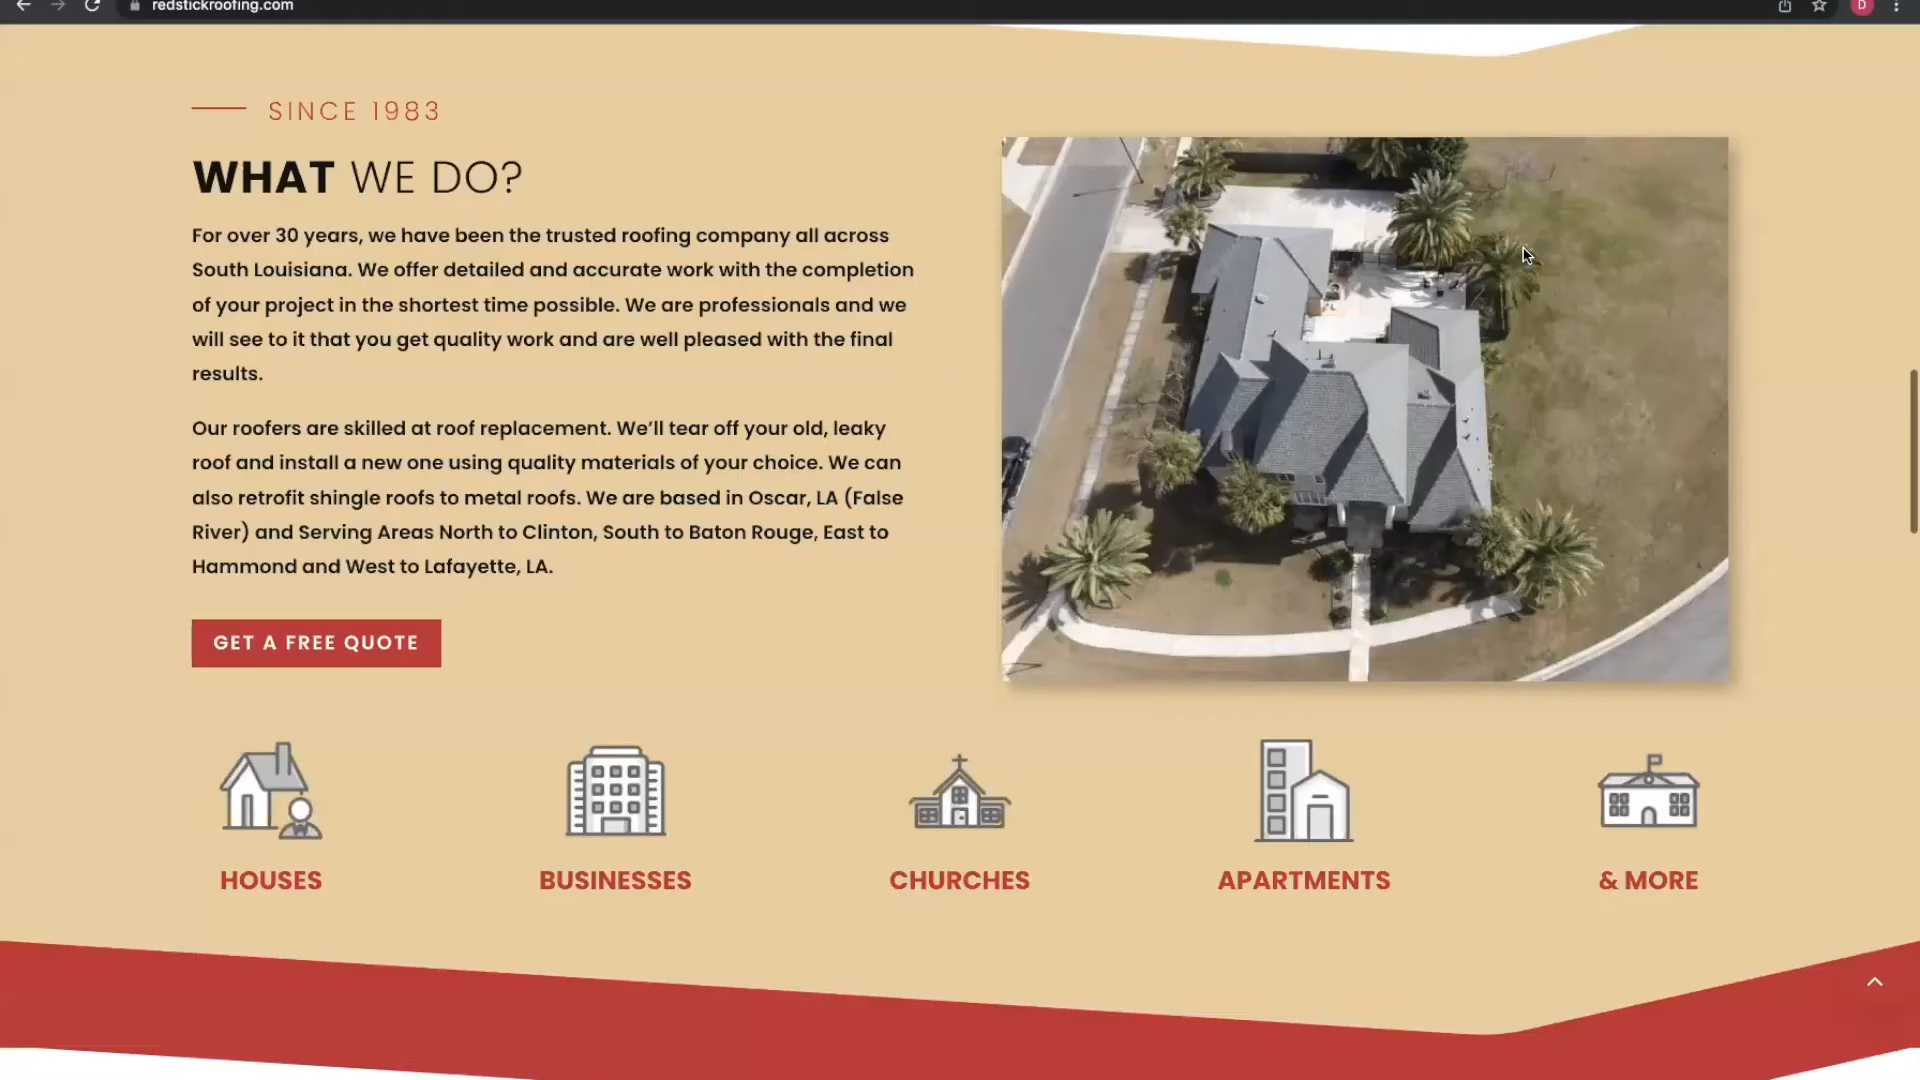 redstickroofing.com
D
SINCE 1983
WHAT WE DO?
For over 30 years, we have been the trusted roofing company all across
South Louisiana. We offer detailed and accurate work with the completion
of your project in the shortest time possible. We are professionals and we
will see to it that you get quality work and are well pleased with the final
results.
Our roofers are skilled at roof replacement. We’ll tear off your old, leaky
roof and install a new one using quality materials of your choice. We can
also retrofit shingle roofs to metal roofs. We are based in Oscar, LA (False
River) and Serving Areas North to Clinton, South to Baton Rouge, East to
Hammond and West to Lafayette, LA.
GET A FREE QUOTE
HOUSES
BUSINESSES
CHURCHES
APARTMENTS
& MORE